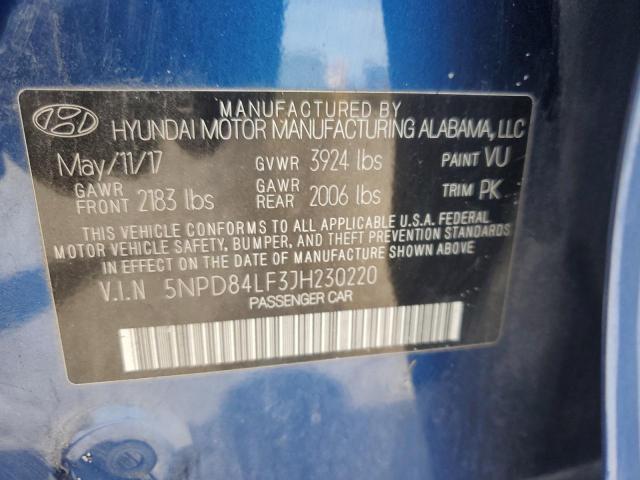 MANUFACTURED BY
HYUNDAI MOTOR MANUFACTURING ALABAMA, LLC
May/11/17 GVWR 3924 lbs PAINT VU
GAWR FRONT 2183 lbs GAWR REAR 2006 lbs TRIM PK
THIS VEHICLE CONFORMS TO ALL APPLICABLE U.S.A. FEDERAL
MOTOR VEHICLE SAFETY, BUMPER, AND THEFT PREVENTION STANDARDS
IN EFFECT ON THE DATE OF MANUFACTURE SHOWN ABOVE.
V.I.N 5NPD84LF3JH230220
PASSENGER CAR